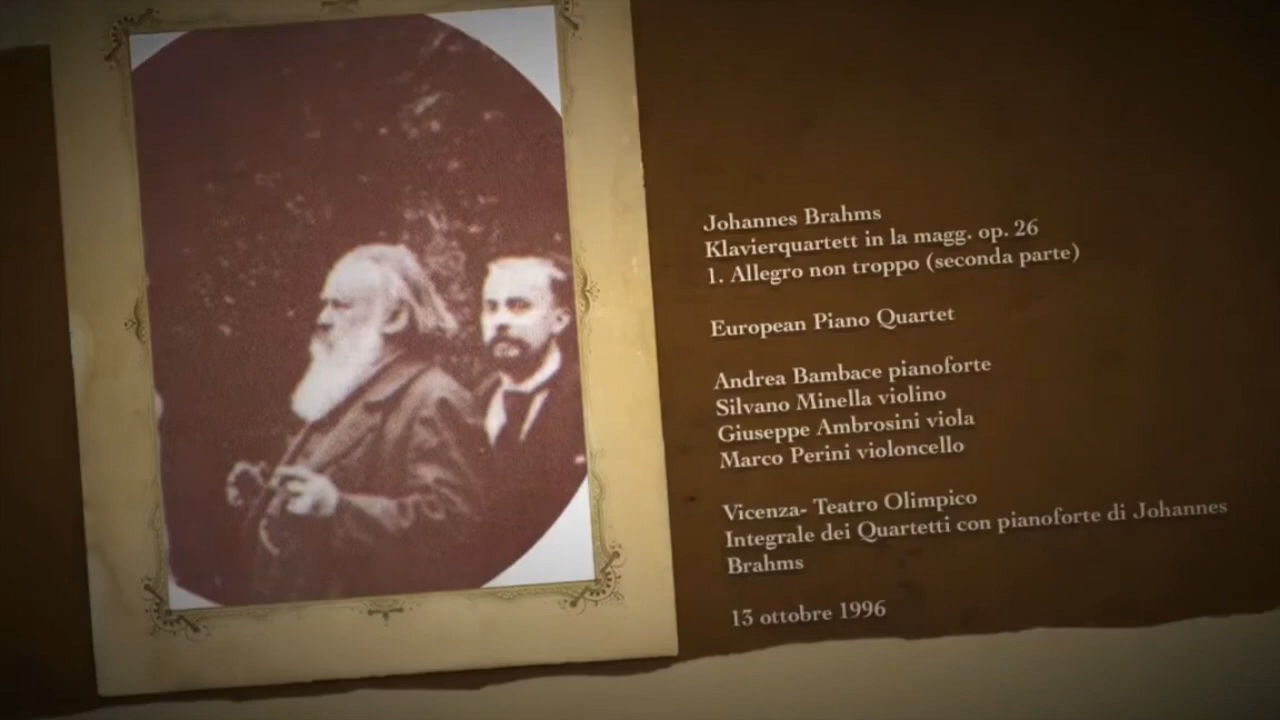 Johannes Brahms
Klavierquartett in la magg. op. 26
1. Allegro non troppo (seconda parte)
European Piano Quartet
Andrea Bambace pianoforte
Silvano Minella violino
Giuseppe Ambrosini viola
Marco Perini violoncello
Vicenza- Teatro Olimpico
Integrale dei Quartetti con pianoforte di Johannes
Brahms
13 ottobre 1996